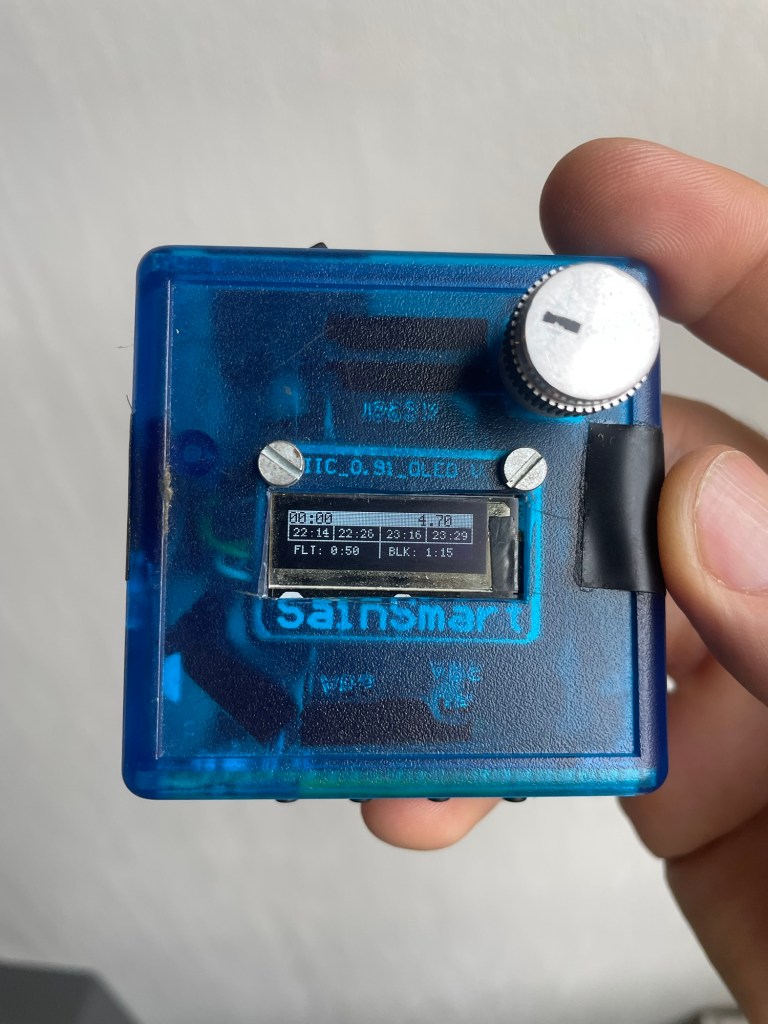 IIC_0.91_OLED
00:00 4.70
22:14 22:26 23:16 23:29
FLT: 0:50 BLK: 1:15
SainSmart